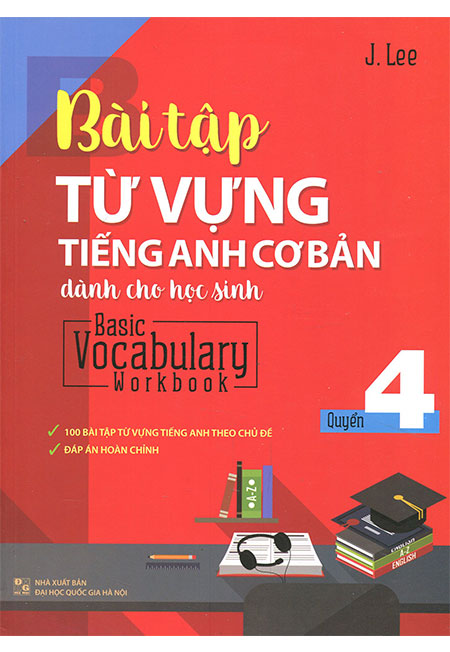 J. Lee
Bài tập
TỪ VỰNG
TIẾNG ANH CƠ BẢN
dành cho học sinh
Basic
Vocabulary
Workbook
Quyển 4
100 BÀI TẬP TỪ VỰNG TIẾNG ANH THEO CHỦ ĐỀ
ĐÁP ÁN HOÀN CHỈNH
A-Z
ENGLISH
A-Z
ENGLISH
NHÀ XUẤT BẢN
ĐẠI HỌC QUỐC GIA HÀ NỘI